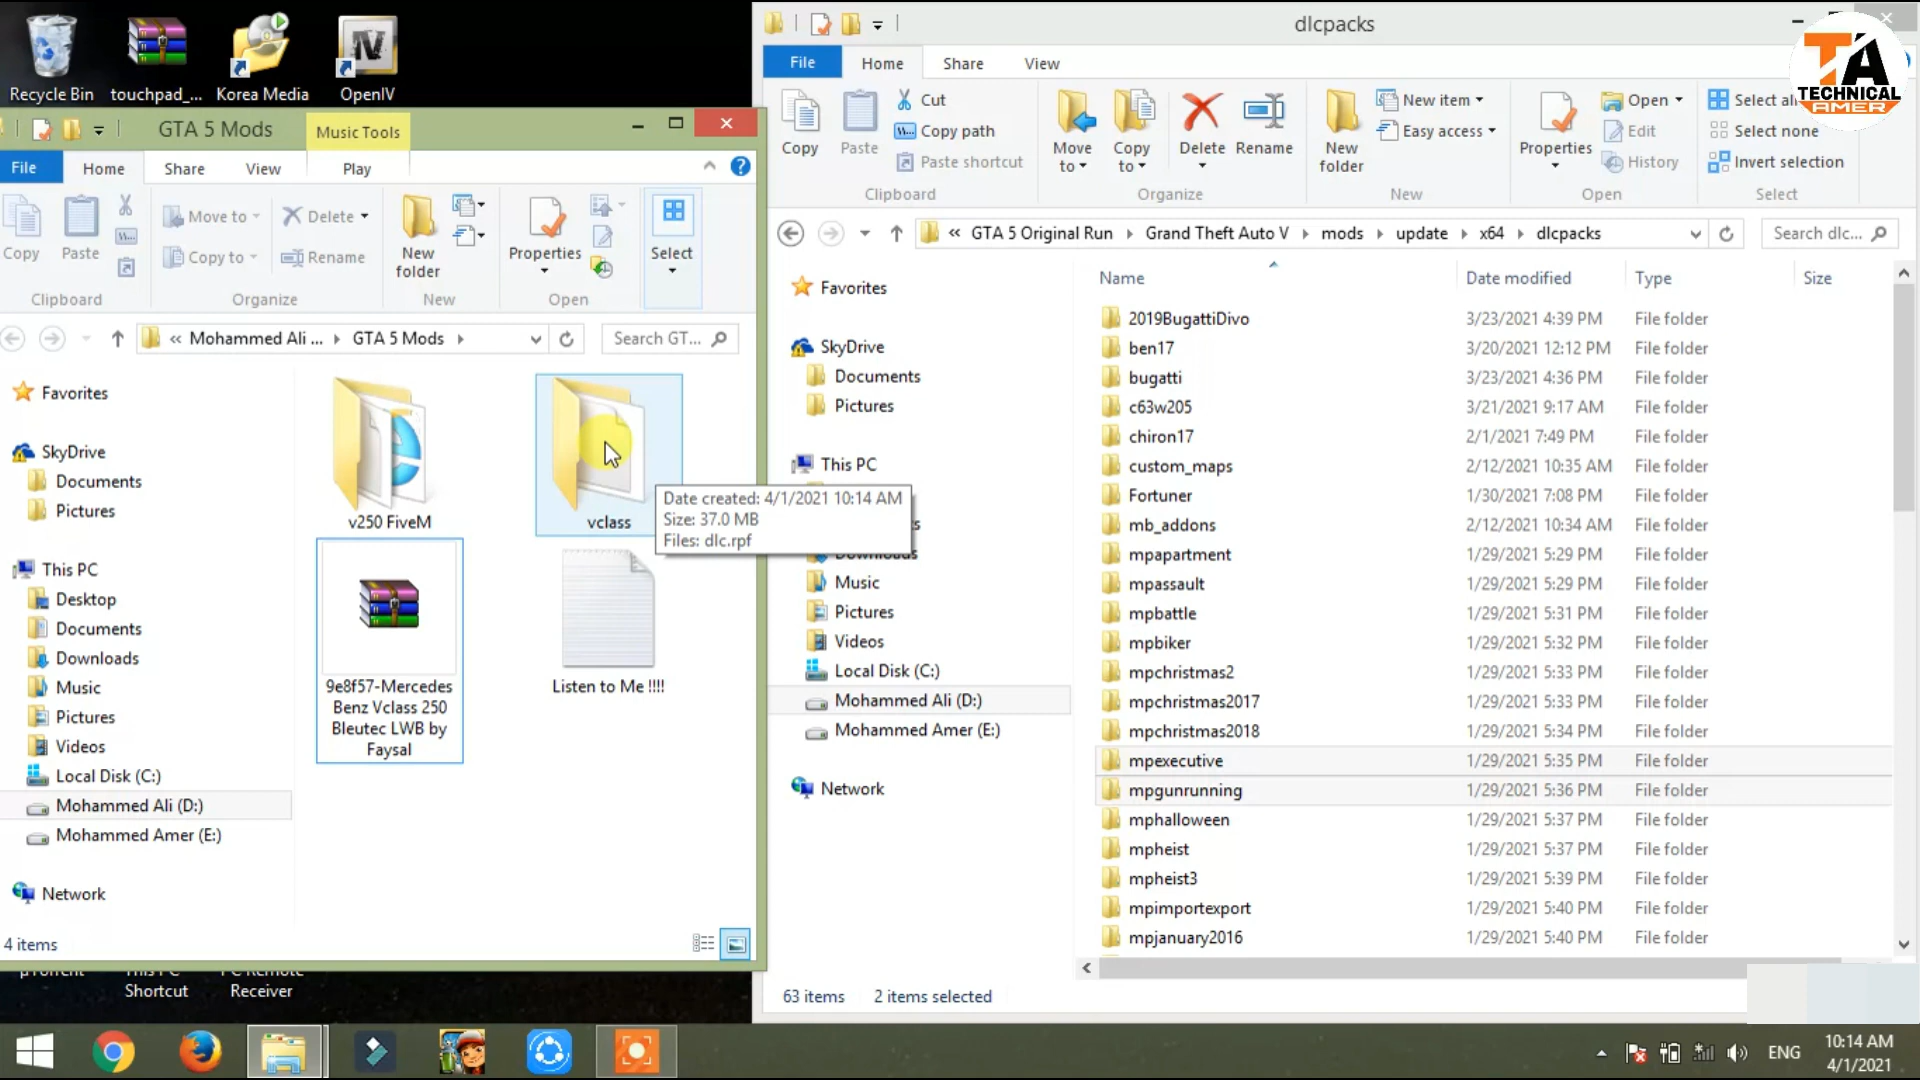 Recycle Bin
touchpad_...
Korea Media
OpenIV
GTA 5 Mods
Music Tools
File
Home
Share
View
Play
Copy
Paste
Move to
Copy to
Delete
Rename
New
folder
Properties
Select
Clipboard
Organize
New
Open
« Mohammed Ali ...
GTA 5 Mods
Search GT...
Favorites
SkyDrive
Documents
Pictures
This PC
Desktop
Documents
Downloads
Music
Pictures
Videos
Local Disk (C:)
Mohammed Ali (D:)
Mohammed Amer (E:)
Network
4 items
v250 FiveM
vclass
9e8f57-Mercedes
Benz Vclass 250
Bleutec LWB by
Faysal
Listen to Me !!!!
Date created: 4/1/2021 10:14 AM
Size: 37.0 MB
Files: dlc.rpf
dlcpacks
TA
TECHNICAL
AMER
File
Home
Share
View
Copy
Paste
Cut
Copy path
Paste shortcut
Clipboard
Move
to
Copy
to
Delete
Rename
Organize
New
folder
New item
Easy access
New
Properties
Open
Edit
History
Open
Select all
Select none
Invert selection
Select
« GTA 5 Original Run
Grand Theft Auto V
mods
update
x64
dlcpacks
Search dlc...
Favorites
SkyDrive
Documents
Pictures
This PC
Downloads
Music
Pictures
Videos
Local Disk (C:)
Mohammed Ali (D:)
Mohammed Amer (E:)
Network
Name Date modified Type Size
2019BugattiDivo 3/23/2021 4:39 PM File folder
ben17 3/20/2021 12:12 PM File folder
bugatti 3/23/2021 4:36 PM File folder
c63w205 3/21/2021 9:17 AM File folder
chiron17 2/1/2021 7:49 PM File folder
custom_maps 2/12/2021 10:35 AM File folder
Fortuner 1/30/2021 7:08 PM File folder
mb_addons 2/12/2021 10:34 AM File folder
mpapartment 1/29/2021 5:29 PM File folder
mpassault 1/29/2021 5:29 PM File folder
mpbattle 1/29/2021 5:31 PM File folder
mpbiker 1/29/2021 5:32 PM File folder
mpchristmas2 1/29/2021 5:33 PM File folder
mpchristmas2017 1/29/2021 5:33 PM File folder
mpchristmas2018 1/29/2021 5:34 PM File folder
mpexecutive 1/29/2021 5:35 PM File folder
mpgunrunning 1/29/2021 5:36 PM File folder
mphalloween 1/29/2021 5:37 PM File folder
mpheist 1/29/2021 5:37 PM File folder
mpheist3 1/29/2021 5:39 PM File folder
mpimportexport 1/29/2021 5:40 PM File folder
mpjanuary2016 1/29/2021 5:40 PM File folder
63 items
2 items selected
Shortcut
Receiver
ENG
10:14 AM
4/1/2021